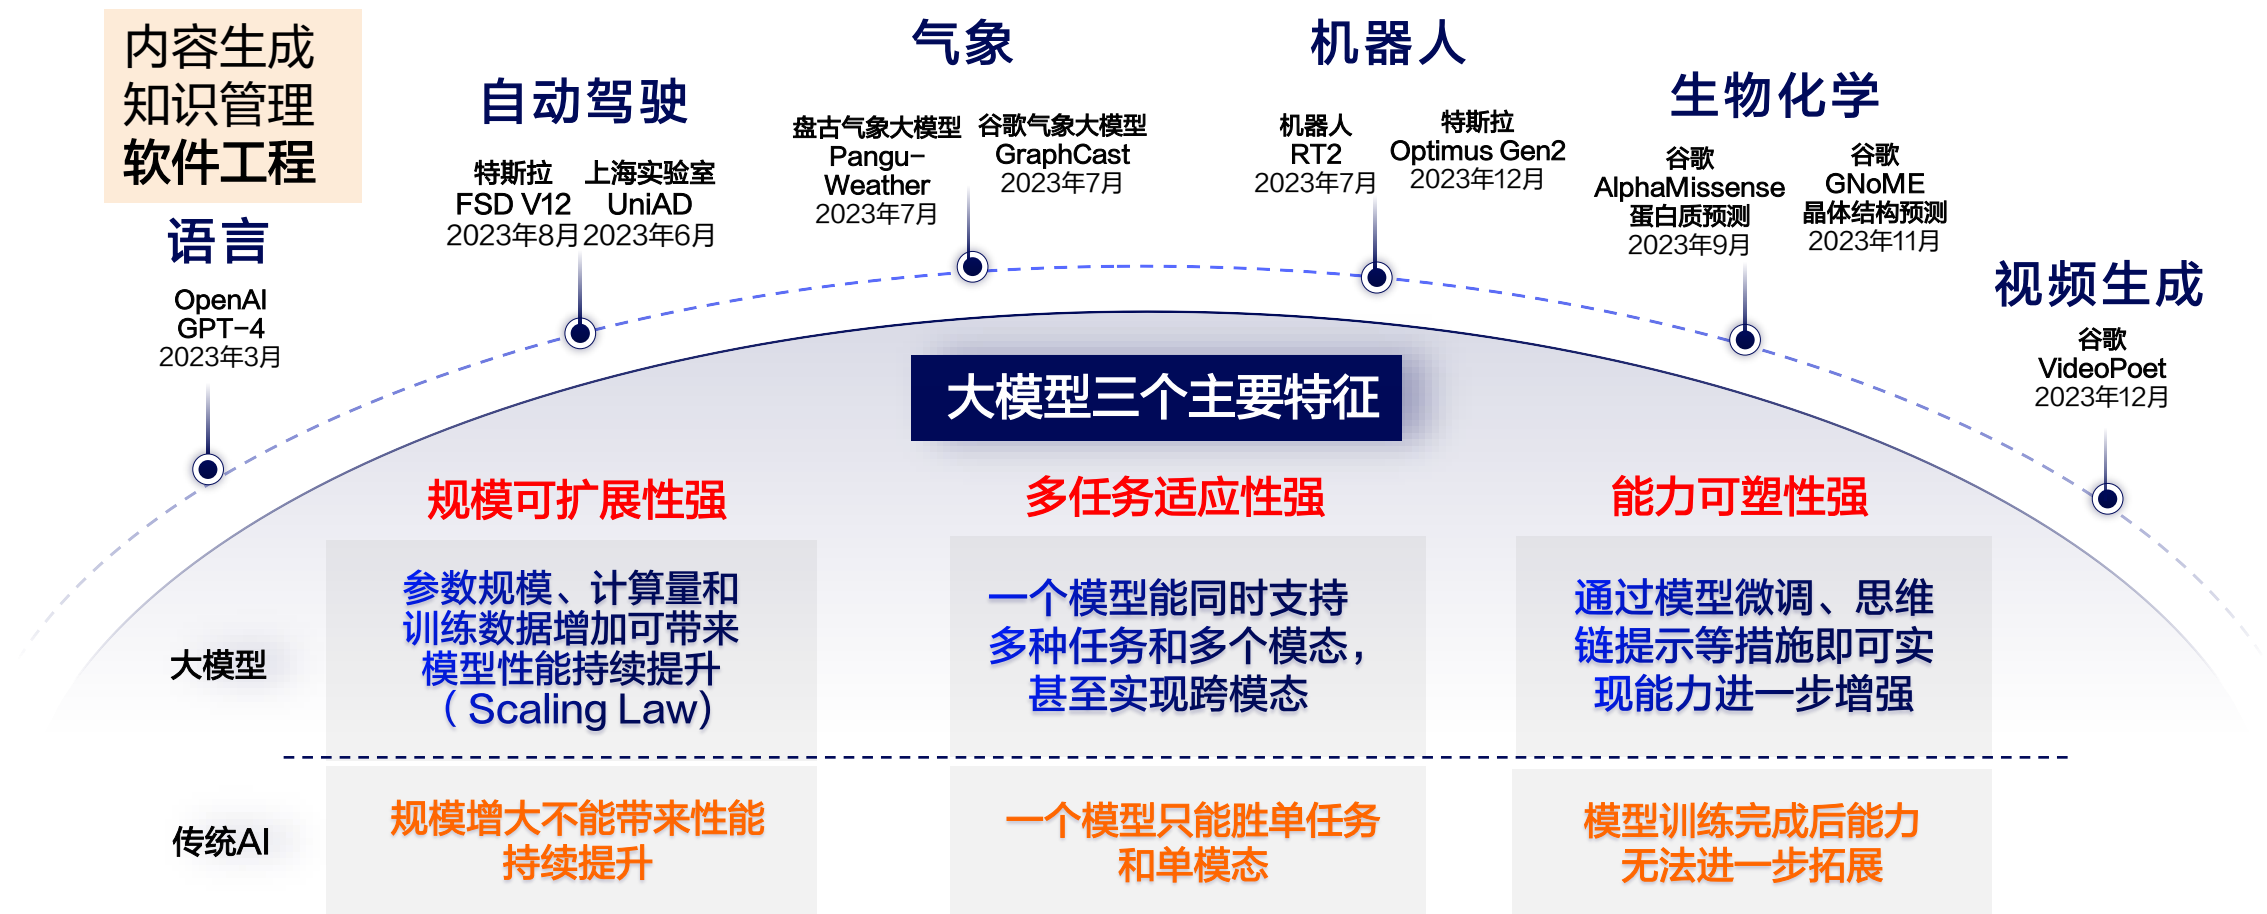 内容生成
知识管理
软件工程
语言
OpenAI
GPT-4
2023年3月
自动驾驶
特斯拉
FSD V12
2023年8月
上海实验室
UniAD
2023年6月
气象
盘古气象大模型
Pangu-
Weather
2023年7月
谷歌气象大模型
GraphCast
2023年7月
机器人
机器人
RT2
2023年7月
特斯拉
Optimus Gen2
2023年12月
生物化学
谷歌
AlphaMissense
蛋白质预测
2023年9月
谷歌
GNoME
晶体结构预测
2023年11月
视频生成
谷歌
VideoPoet
2023年12月
大模型三个主要特征
规模可扩展性强
多任务适应性强
能力可塑性强
大模型
参数规模、计算量和
训练数据增加可带来
模型性能持续提升
（Scaling Law)
一个模型能同时支持
多种任务和多个模态，
甚至实现跨模态
通过模型微调、思维
链提示等措施即可实
现能力进一步增强
传统AI
规模增大不能带来性能
持续提升
一个模型只能胜单任务
和单模态
模型训练完成后能力
无法进一步拓展